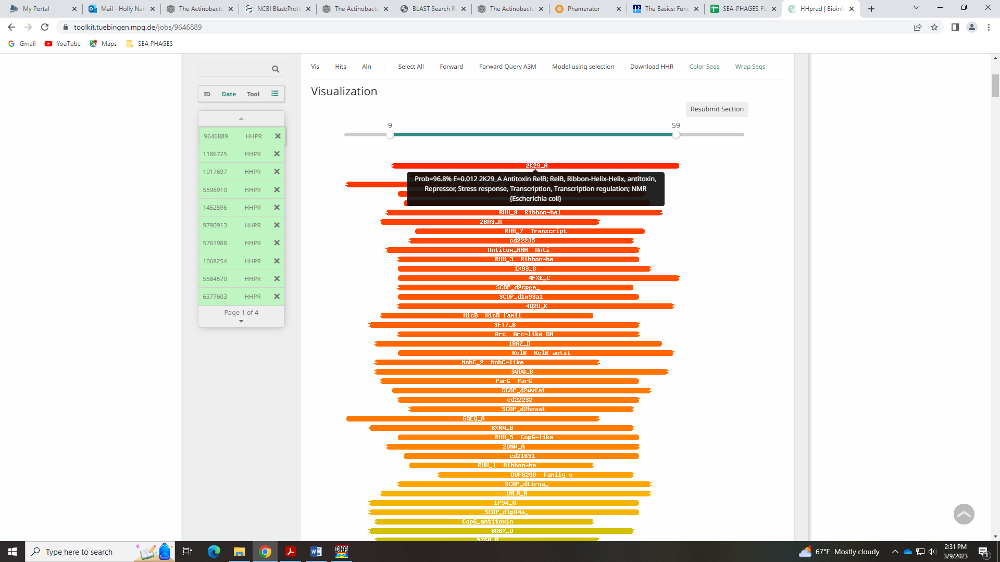 My Portal
Mail - Holly Nan
The Actinobacte
NCBI Blast:Prote
The Actinobacte
BLAST Search Re
The Actinobacte
Phamerator
The Basics: Func
SEA-PHAGES FU
HHpred | Bioinfo
toolkit.tuebingen.mpg.de/jobs/9646889
Gmail
YouTube
Maps
SEA PHAGES
Vis Hits Aln Select All Forward Forward Query A3M Model using selection Download HHR Color Seqs Wrap Seqs
ID Date Tool
Visualization
Resubmit Section
9 59
9646889 HHPR
1186725 HHPR
1917697 HHPR
5596910 HHPR
1452596 HHPR
9790913 HHPR
5761988 HHPR
1068254 HHPR
5584570 HHPR
6377603 HHPR
Page 1 of 4
2K29_A
Prob=96.8% E=0.012 2K29_A Antitoxin RelB; RelB, Ribbon-Helix-Helix, antitoxin,
Repressor, Stress response, Transcription, Transcription regulation; NMR
{Escherichia coli}
RHH_9 Ribbon-hel
2BA3_A
RHH_7 Transcript
cd22235
Antitox_RHH Anti
RHH_3 Ribbon-he
1X93_B
4FXE_C
SCOP_d2cpga_
SCOP_d1x93a1
4Q2U_K
HicB HicB famil
3FT7_B
Arc Arc-like DN
1BAZ_D
RelB RelB antit
MobC_2 MobC-like
3QOQ_B
ParG ParG
SCOP_d2wvfa1
cd22232
SCOP_d2hzaa1
6QEQ_A
6XRW_B
RHH_5 CopG-like
2BNW_A
cd21631
RHH_1 Ribbon-he
DUF6290 Family o
SCOP_d1irqa_
1NLA_A
1P94_A
SCOP_d1p94a_
CopG_antitoxin
6A6X_D
5ZGN_B
Type here to search
DNA
67°F Mostly cloudy
2:31 PM
3/9/2023
1